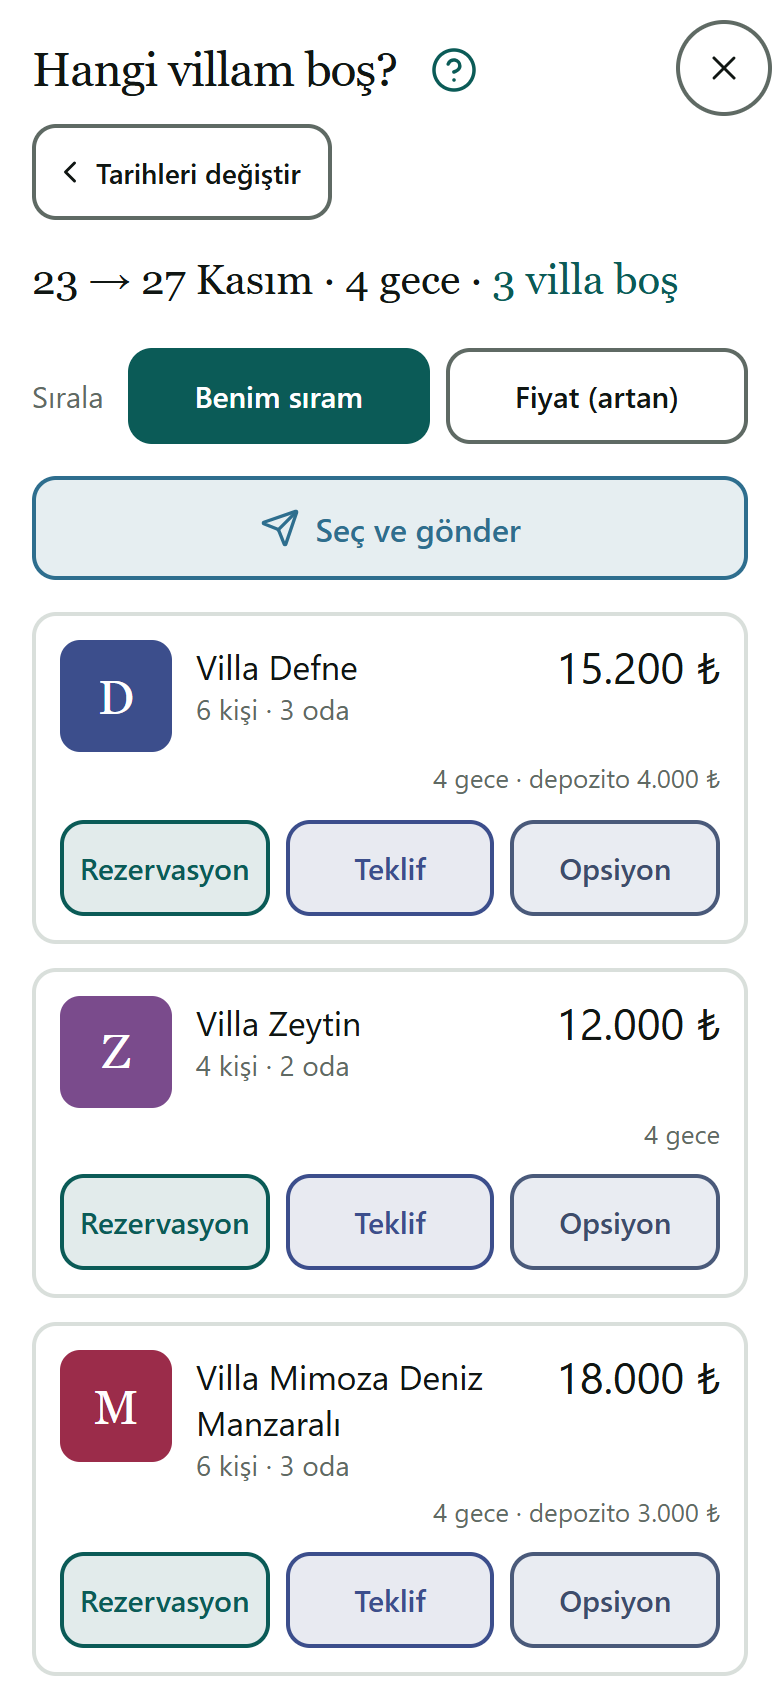 Hangi villam boş? ?
Tarihleri değiştir
23 → 27 Kasım · 4 gece · 3 villa boş
Sırala Benim sıram Fiyat (artan)
Seç ve gönder
D Villa Defne 15.200 ₺
6 kişi · 3 oda
4 gece · depozito 4.000 ₺
Rezervasyon Teklif Opsiyon
Z Villa Zeytin 12.000 ₺
4 kişi · 2 oda
4 gece
Rezervasyon Teklif Opsiyon
M Villa Mimoza Deniz 18.000 ₺
Manzaralı
6 kişi · 3 oda
4 gece · depozito 3.000 ₺
Rezervasyon Teklif Opsiyon